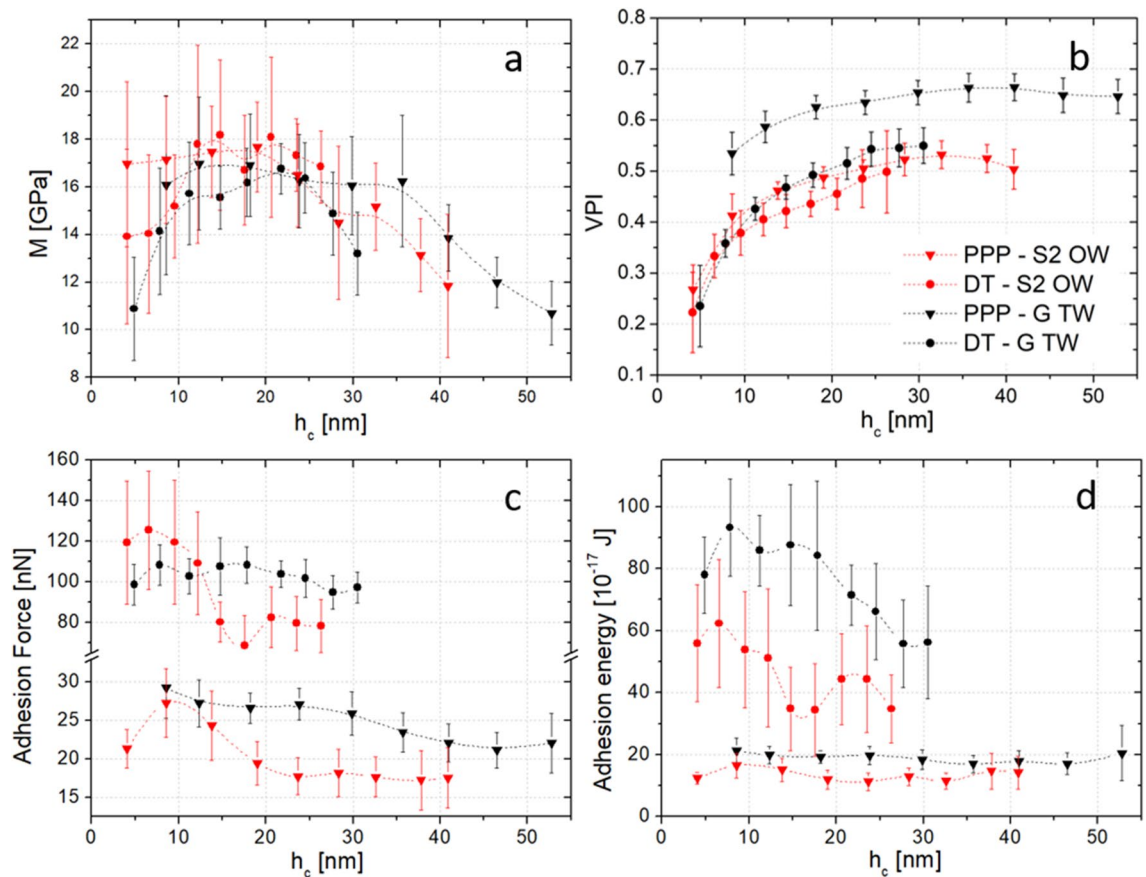 a
M [GPa]
22
20
18
16
14
12
10
8
0 10 20 30 40 50
h_c [nm]
b
VPI
0.8
0.7
0.6
0.5
0.4
0.3
0.2
0.1
PPP - S2 OW
DT - S2 OW
PPP - G TW
DT - G TW
0 10 20 30 40 50
h_c [nm]
c
Adhesion Force [nN]
160
140
120
100
80
30
25
20
15
0 10 20 30 40 50
h_c [nm]
d
Adhesion energy [10⁻¹⁷ J]
100
80
60
40
20
0
0 10 20 30 40 50
h_c [nm]